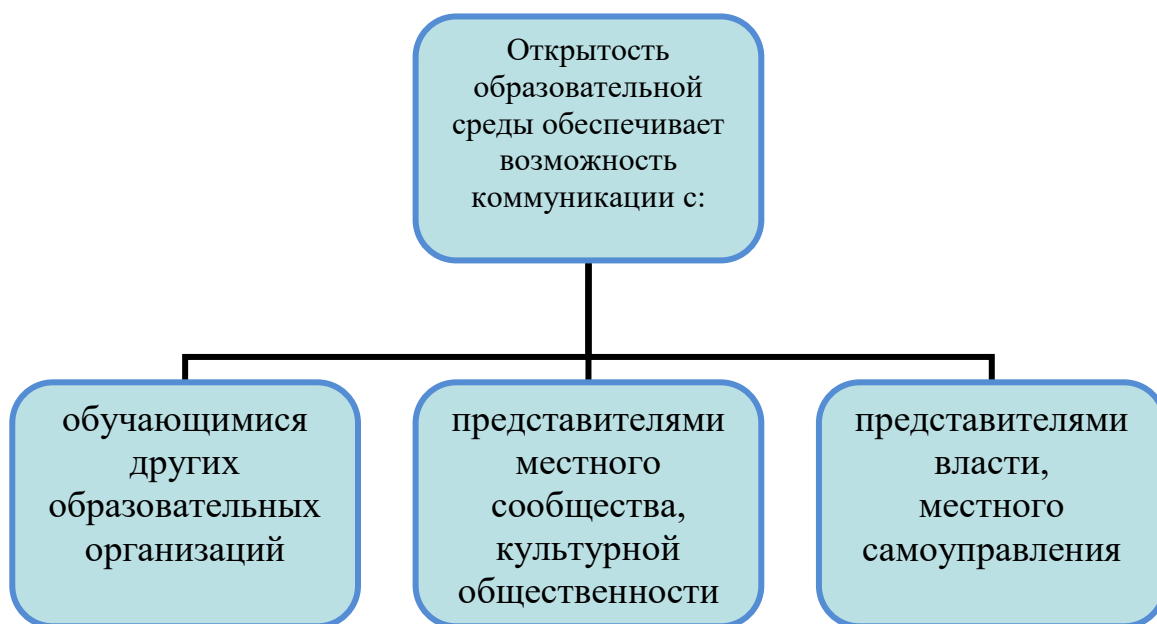 Открытость
образовательной
среды обеспечивает
возможность
коммуникации с:
обучающимися
других
образовательных
организаций
представителями
местного
сообщества,
культурной
общественности
представителями
власти,
местного
самоуправления